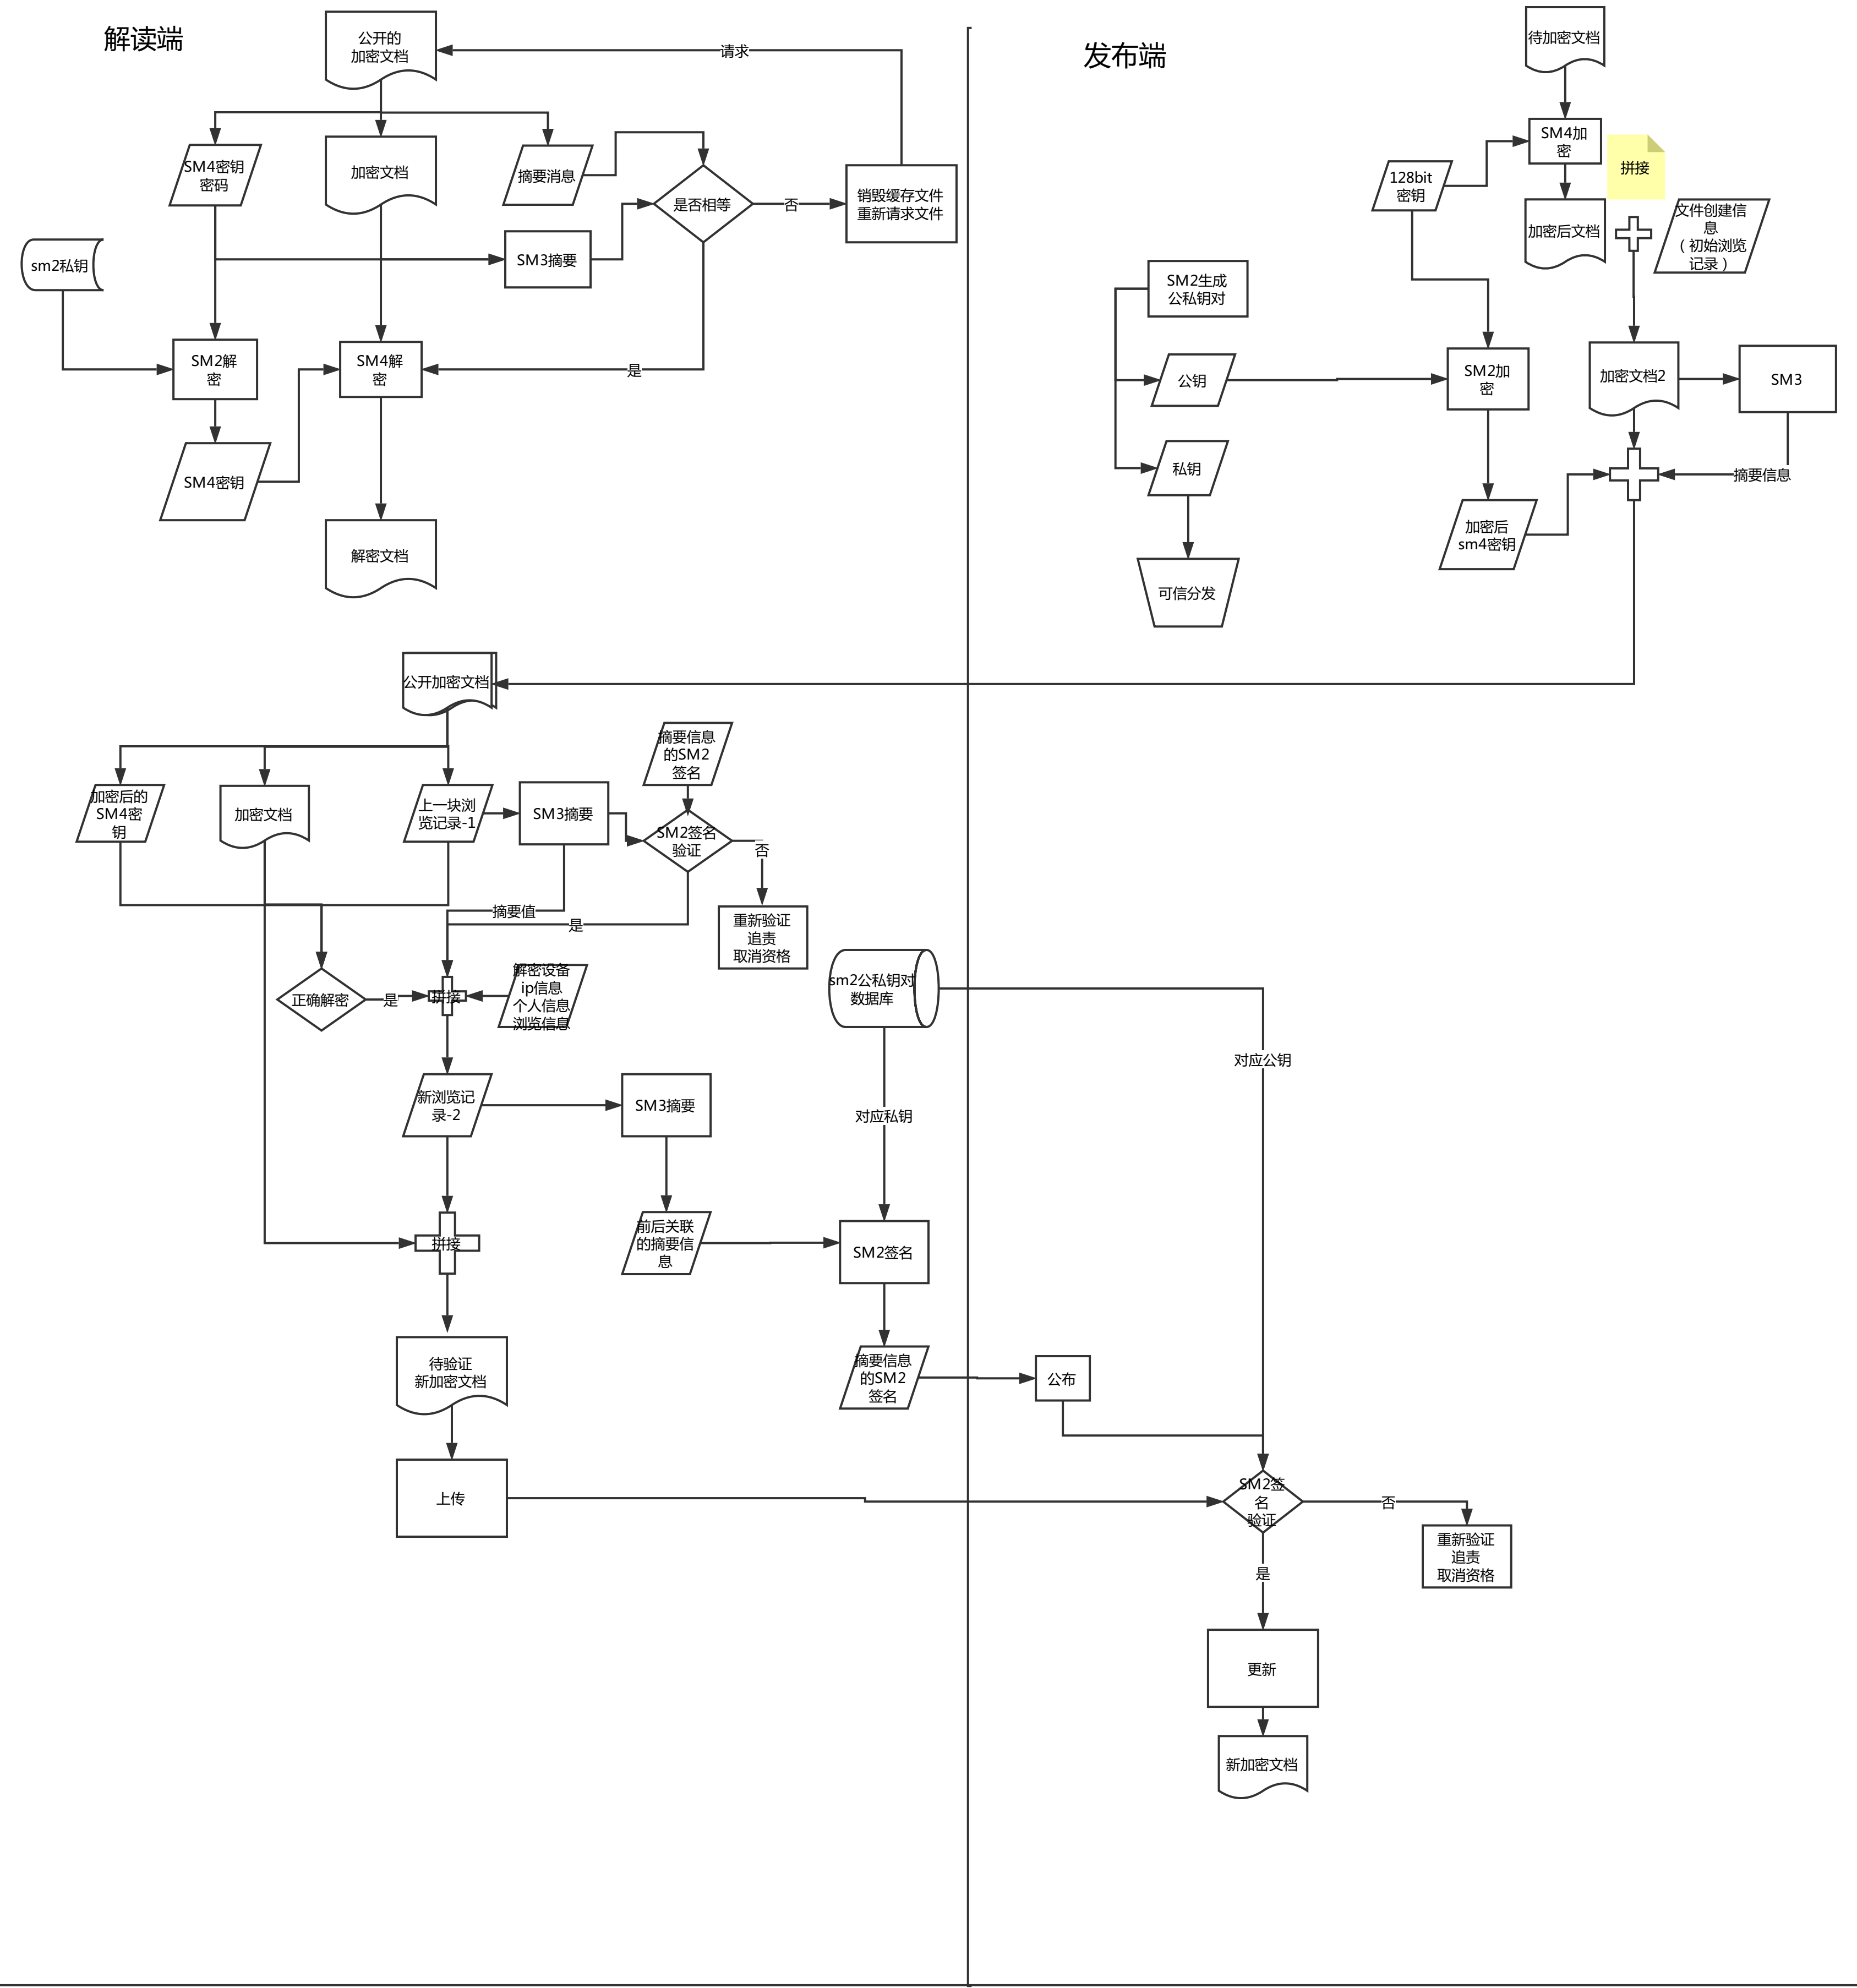 解读端
公开的
加密文档
请求
SM4密钥
密码
加密文档
摘要消息
是否相等
否
销毁缓存文件
重新请求文件
sm2私钥
SM3摘要
SM2解
密
SM4解
密
是
SM4密钥
解密文档
发布端
待加密文档
SM4加
密
拼接
128bit
密钥
加密后文档
文件创建信
息
（初始浏览
记录）
SM2生成
公私钥对
公钥
SM2加
密
加密文档2
SM3
私钥
摘要信息
加密后
sm4密钥
可信分发
公开加密文档
摘要信息
的SM2
签名
加密后的
SM4密
钥
加密文档
上一块浏
览记录-1
SM3摘要
SM2签名
验证
否
摘要值
是
重新验证
追责
取消资格
正确解密
是
拼接
解密设备
ip信息
个人信息
浏览信息
sm2公私钥对
数据库
对应公钥
新浏览记
录-2
SM3摘要
对应私钥
拼接
前后关联
的摘要信
息
SM2签名
待验证
新加密文档
摘要信息
的SM2
签名
公布
上传
SM2签
名
验证
否
重新验证
追责
取消资格
是
更新
新加密文档